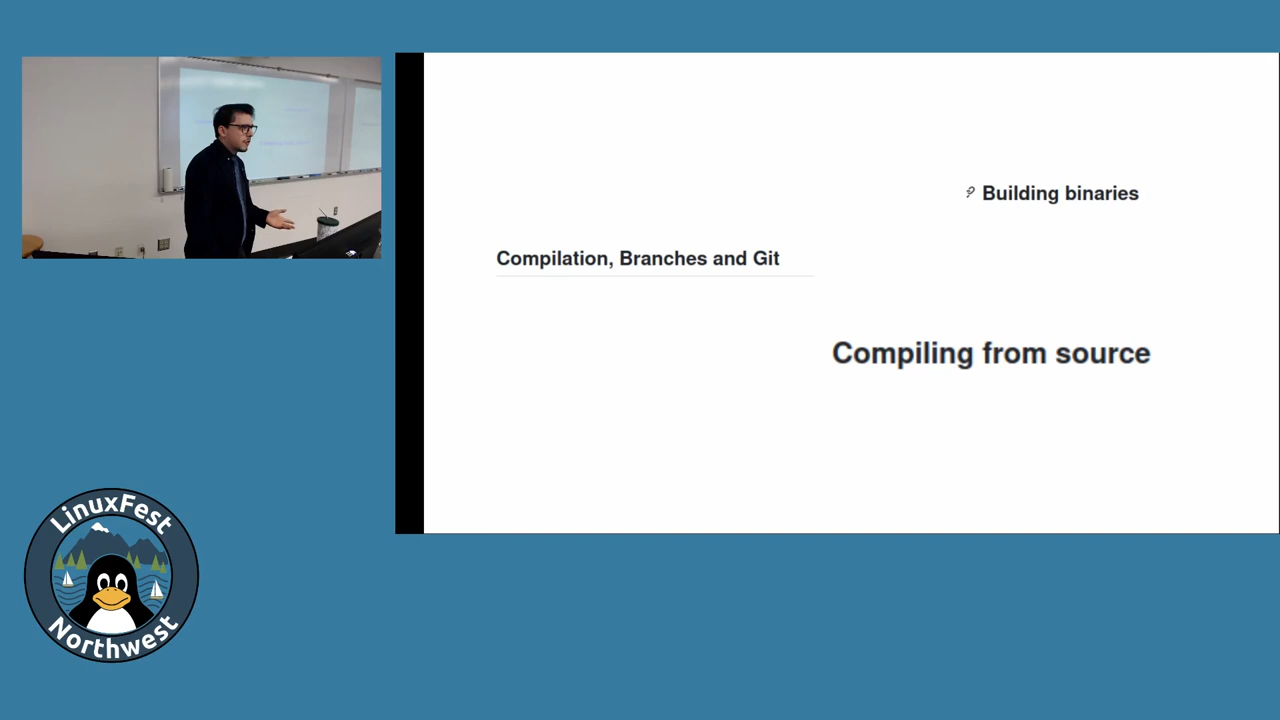 Building binaries
Compilation, Branches and Git
Compiling from source
LinuxFest
Northwest